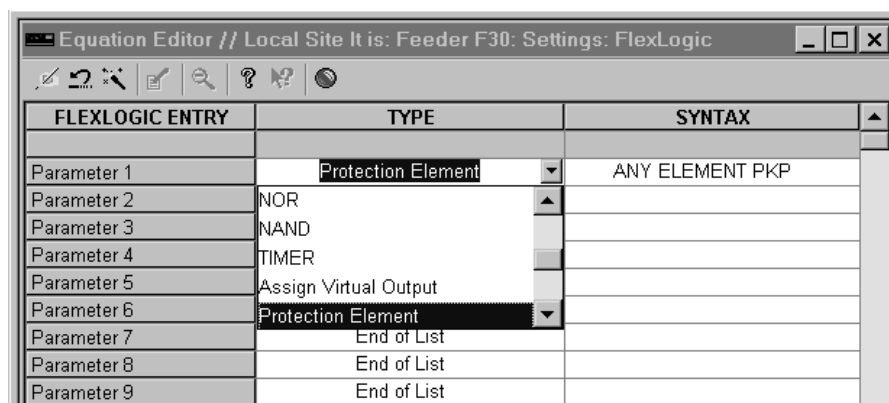 Equation Editor // Local Site It is: Feeder F30: Settings: FlexLogic
FLEXLOGIC ENTRY TYPE SYNTAX
Parameter 1 Protection Element ANY ELEMENT PKP
Parameter 2 NOR
Parameter 3 NAND
Parameter 4 TIMER
Parameter 5 Assign Virtual Output
Parameter 6 Protection Element
Parameter 7 End of List
Parameter 8 End of List
Parameter 9 End of List